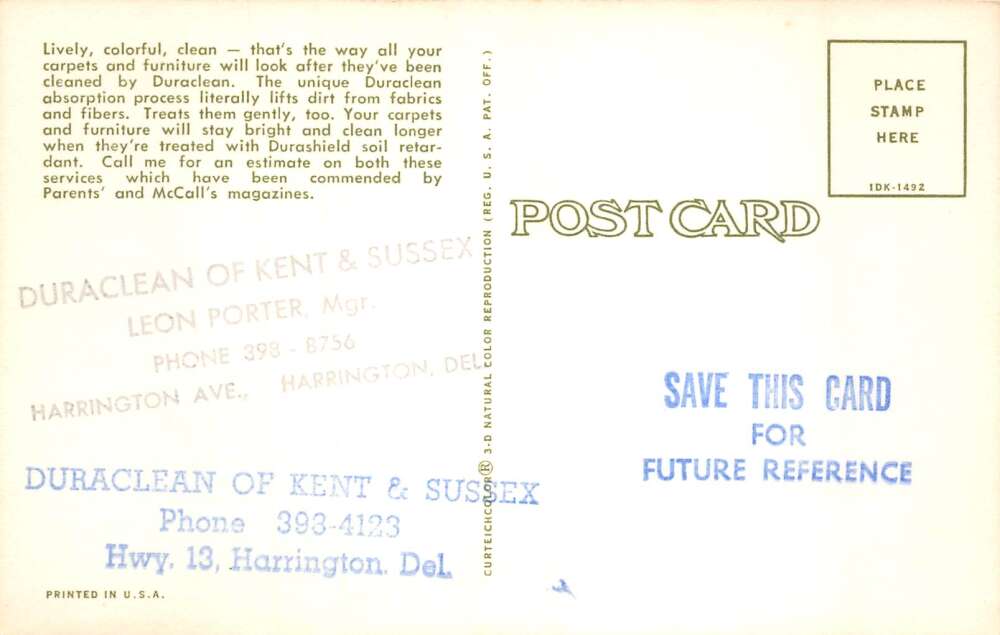 Lively, colorful, clean — that's the way all your
carpets and furniture will look after they've been
cleaned by Duraclean. The unique Duraclean
absorption process literally lifts dirt from fabrics
and fibers. Treats them gently, too. Your carpets
and furniture will stay bright and clean longer
when they're treated with Durashield soil retar-
dant. Call me for an estimate on both these
services which have been commended by
Parents' and McCall's magazines.
DURACLEAN OF KENT & SUSSEX
LEON PORTER, Mgr.
PHONE 398 - 8756
HARRINGTON AVE., HARRINGTON, DEL
DURACLEAN OF KENT & SUSSEX
Phone 393-4123
Hwy. 13, Harrington. Del.
PRINTED IN U.S.A.
CURTEICHCOLOR® 3-D NATURAL COLOR REPRODUCTION (REG. U. S. A. PAT. OFF.)
POST CARD
PLACE
STAMP
HERE
1DK-1492
SAVE THIS CARD
FOR
FUTURE REFERENCE